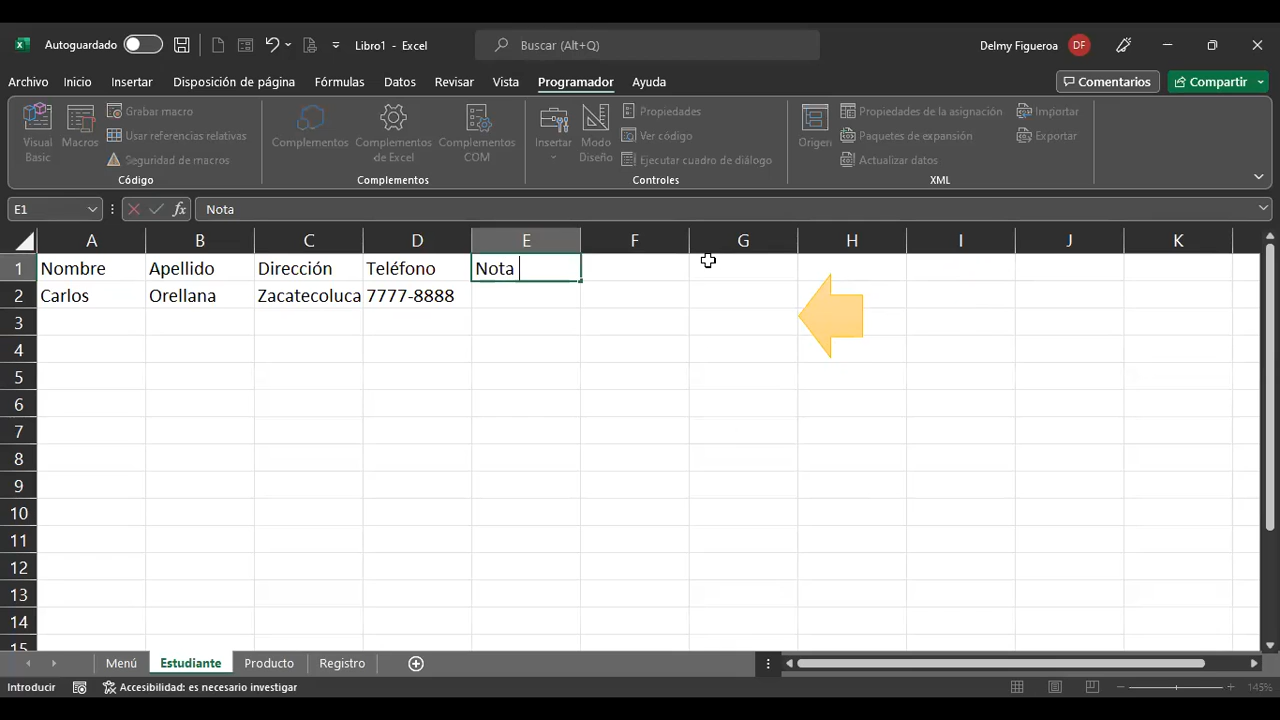 Autoguardado
Libro1 - Excel
Buscar (Alt+Q)
Delmy Figueroa
DF
Archivo Inicio Insertar Disposición de página Fórmulas Datos Revisar Vista Programador Ayuda
Comentarios
Compartir
Visual Basic
Macros
Grabar macro
Usar referencias relativas
Seguridad de macros
Código
Complementos
Complementos de Excel
Complementos COM
Complementos
Insertar
Modo Diseño
Propiedades
Ver código
Ejecutar cuadro de diálogo
Controles
Origen
Propiedades de la asignación
Paquetes de expansión
Actualizar datos
Importar
Exportar
XML
E1
fx
Nota
A B C D E F G H I J K
1 Nombre Apellido Dirección Teléfono Nota
2 Carlos Orellana Zacatecoluca 7777-8888
3
4
5
6
7
8
9
10
11
12
13
14
15
Menú Estudiante Producto Registro
Introducir
Accesibilidad: es necesario investigar
145%